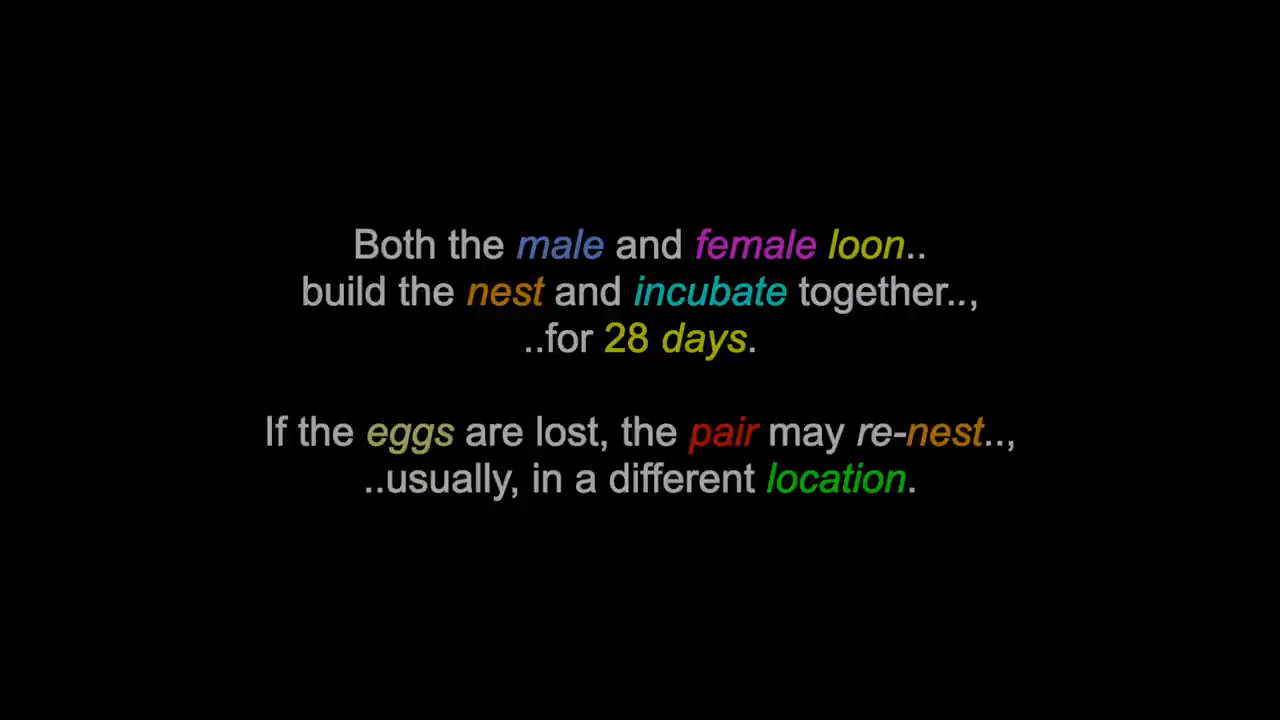 Both the male and female loon..
build the nest and incubate together..,
..for 28 days.
If the eggs are lost, the pair may re-nest..,
..usually, in a different location.